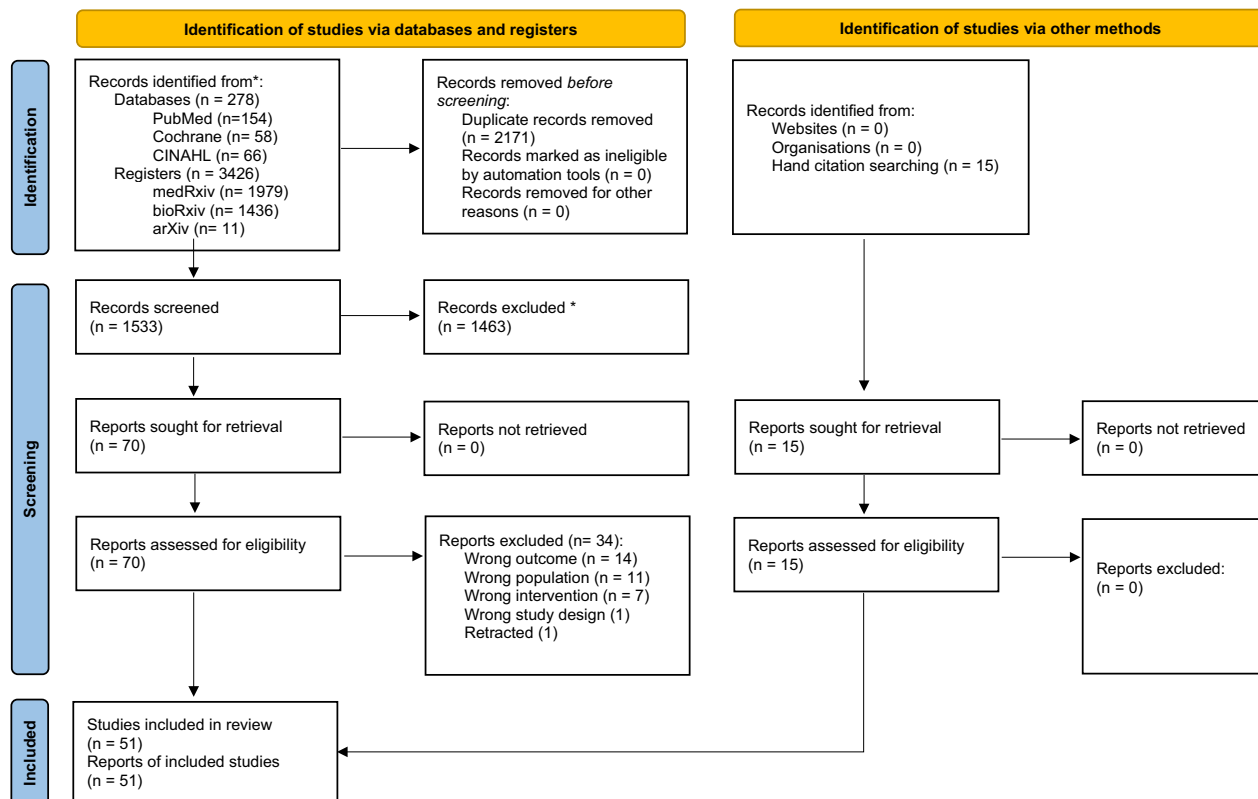 Identification of studies via databases and registers
Identification of studies via other methods
Identification
Records identified from*:
Databases (n = 278)
PubMed (n=154)
Cochrane (n = 58)
CINAHL (n = 66)
Registers (n = 3426)
medRxiv (n = 1979)
bioRxiv (n= 1436)
arXiv (n= 11)
Records removed before
screening:
Duplicate records removed
(n = 2171)
Records marked as ineligible
by automation tools (n = 0)
Records removed for other
reasons (n = 0)
Records identified from:
Websites (n = 0)
Organisations (n = 0)
Hand citation searching (n = 15)
Screening
Records screened
(n = 1533)
Records excluded *
(n = 1463)
Reports sought for retrieval
(n = 70)
Reports not retrieved
(n = 0)
Reports sought for retrieval
(n = 15)
Reports not retrieved
(n = 0)
Reports assessed for eligibility
(n = 70)
Reports excluded (n= 34):
Wrong outcome (n = 14)
Wrong population (n = 11)
Wrong intervention (n = 7)
Wrong study design (1)
Retracted (1)
Reports assessed for eligibility
(n = 15)
Reports excluded:
(n = 0)
Included
Studies included in review
(n = 51)
Reports of included studies
(n = 51)